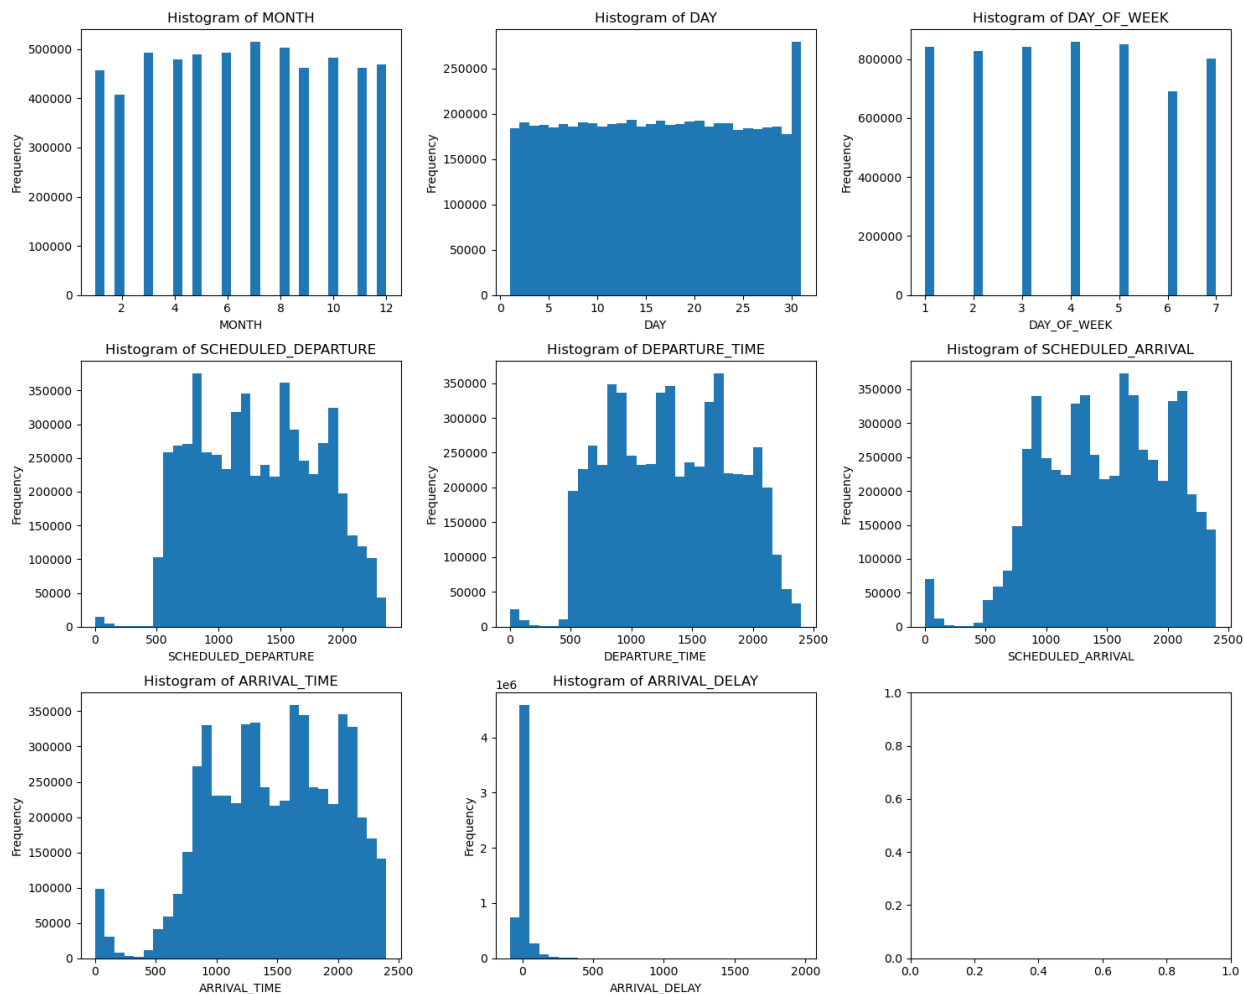 Histogram of MONTH
Frequency
500000
400000
300000
200000
100000
0
2 4 6 8 10 12
MONTH
Histogram of DAY
Frequency
250000
200000
150000
100000
50000
0
0 5 10 15 20 25 30
DAY
Histogram of DAY_OF_WEEK
Frequency
800000
600000
400000
200000
0
1 2 3 4 5 6 7
DAY_OF_WEEK
Histogram of SCHEDULED_DEPARTURE
Frequency
350000
300000
250000
200000
150000
100000
50000
0
0 500 1000 1500 2000
SCHEDULED_DEPARTURE
Histogram of DEPARTURE_TIME
Frequency
350000
300000
250000
200000
150000
100000
50000
0
0 500 1000 1500 2000 2500
DEPARTURE_TIME
Histogram of SCHEDULED_ARRIVAL
Frequency
350000
300000
250000
200000
150000
100000
50000
0
0 500 1000 1500 2000 2500
SCHEDULED_ARRIVAL
Histogram of ARRIVAL_TIME
Frequency
350000
300000
250000
200000
150000
100000
50000
0
0 500 1000 1500 2000 2500
ARRIVAL_TIME
Histogram of ARRIVAL_DELAY
1e6
Frequency
4
3
2
1
0
0 500 1000 1500 2000
ARRIVAL_DELAY
1.0
0.8
0.6
0.4
0.2
0.0
0.0 0.2 0.4 0.6 0.8 1.0